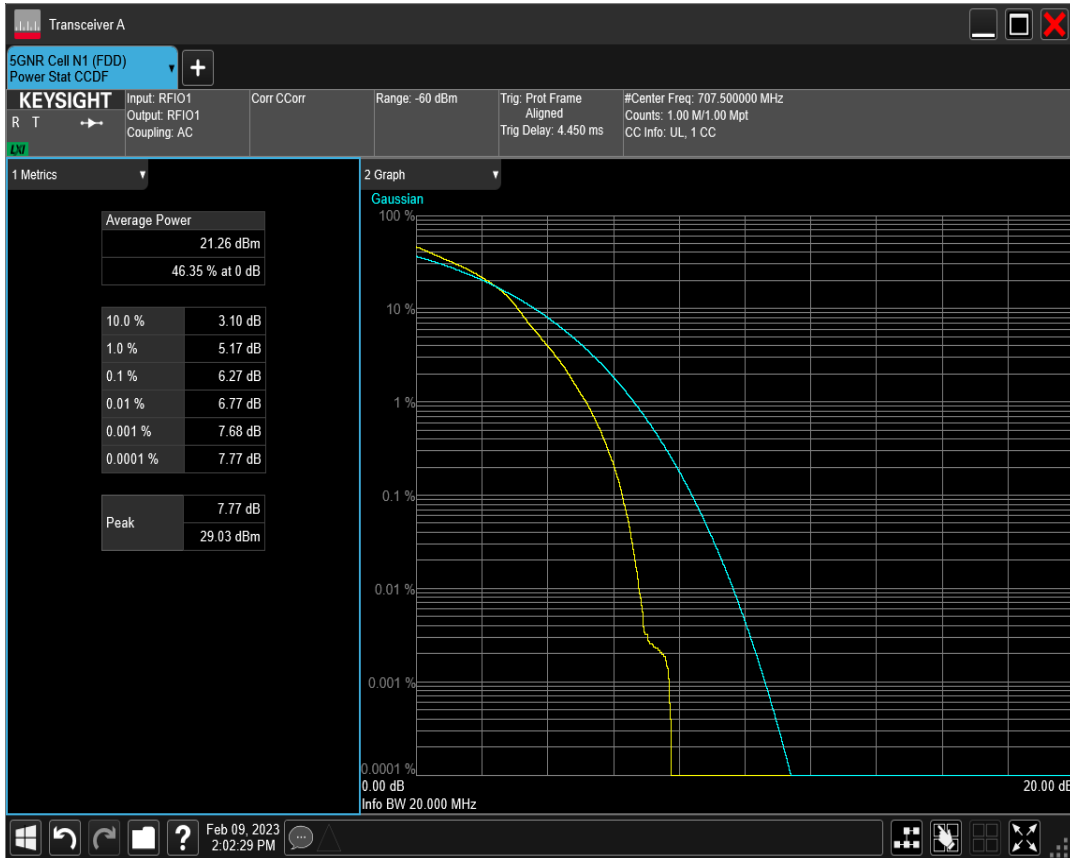 Transceiver A
5GNR Cell N1 (FDD)
Power Stat CCDF
+
KEYSIGHT
R T
LXI
Input: RFIO1
Output: RFIO1
Coupling: AC
Corr CCorr
Range: -60 dBm
Trig: Prot Frame
Aligned
Trig Delay: 4.450 ms
#Center Freq: 707.500000 MHz
Counts: 1.00 M/1.00 Mpt
CC Info: UL, 1 CC
1 Metrics
Average Power
21.26 dBm
46.35 % at 0 dB
10.0 % 3.10 dB
1.0 % 5.17 dB
0.1 % 6.27 dB
0.01 % 6.77 dB
0.001 % 7.68 dB
0.0001 % 7.77 dB
Peak
7.77 dB
29.03 dBm
2 Graph
Gaussian
100 %
10 %
1 %
0.1 %
0.01 %
0.001 %
0.0001 %
0.00 dB 20.00 dB
Info BW 20.000 MHz
?
Feb 09, 2023
2:02:29 PM